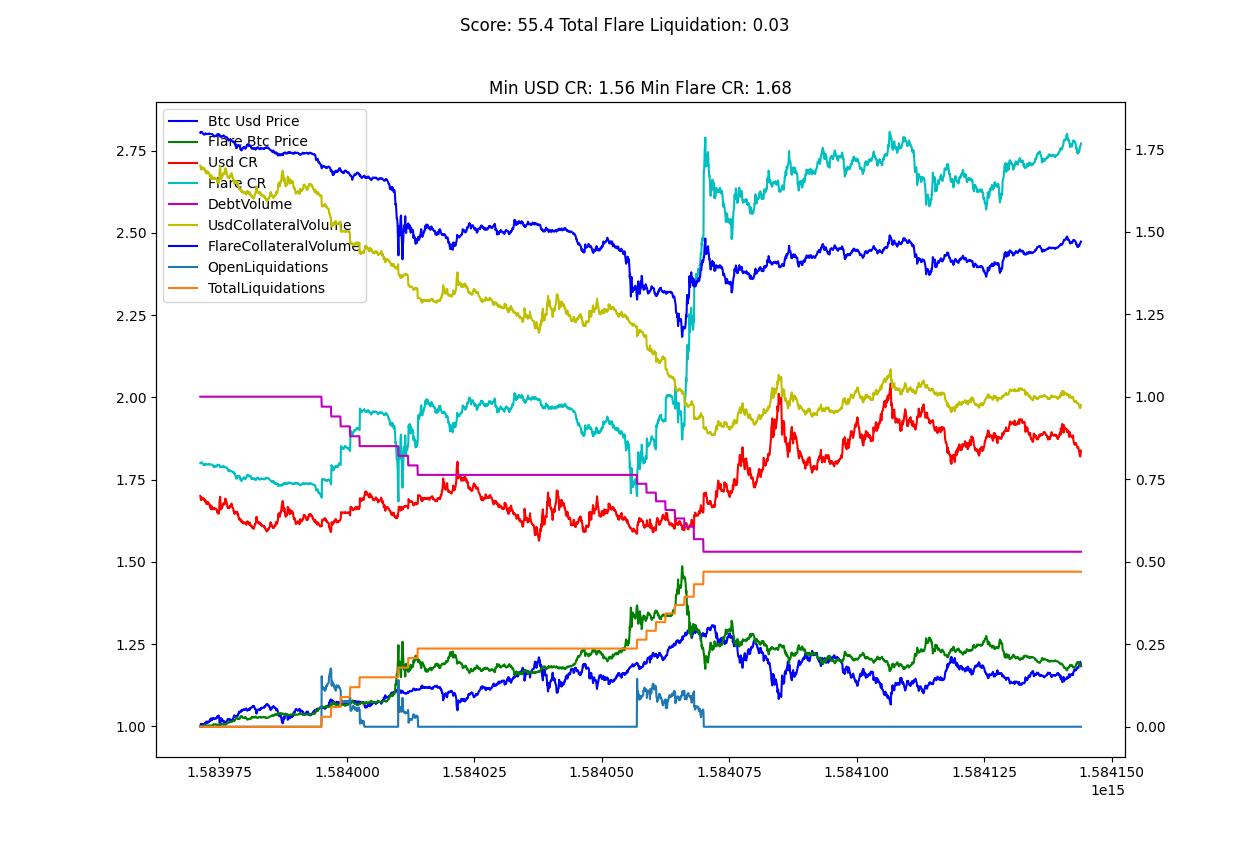 Score: 55.4 Total Flare Liquidation: 0.03
Min USD CR: 1.56 Min Flare CR: 1.68
Btc Usd Price
Flare Btc Price
Usd CR
Flare CR
DebtVolume
UsdCollateralVolume
FlareCollateralVolume
OpenLiquidations
TotalLiquidations
2.75
2.50
2.25
2.00
1.75
1.50
1.25
1.00
1.75
1.50
1.25
1.00
0.75
0.50
0.25
0.00
1.583975 1.584000 1.584025 1.584050 1.584075 1.584100 1.584125 1.584150
1e15